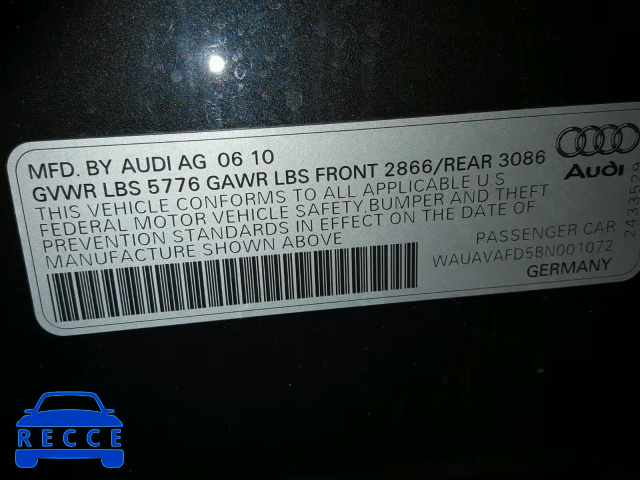 MFD. BY AUDI AG 06 10
GVWR LBS 5776 GAWR LBS FRONT 2866/REAR 3086
THIS VEHICLE CONFORMS TO ALL APPLICABLE U S
FEDERAL MOTOR VEHICLE SAFETY,BUMPER AND THEFT
PREVENTION STANDARDS IN EFFECT ON THE DATE OF
MANUFACTURE SHOWN ABOVE
Audi
2433528
PASSENGER CAR
WAUAVAFD5BN001072
GERMANY
RECCE